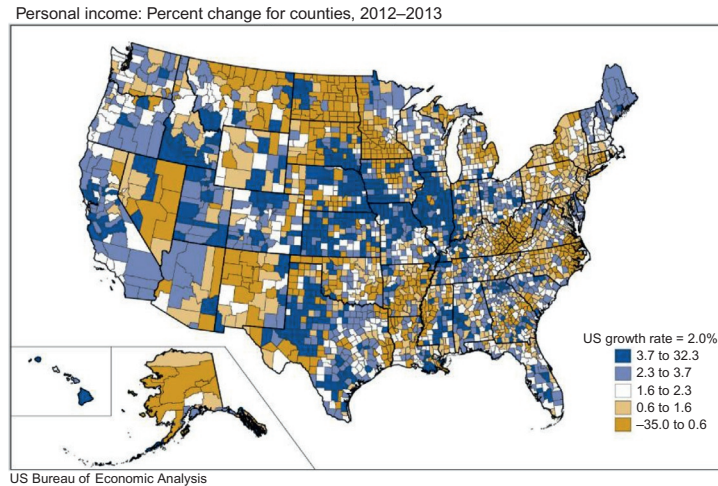 Personal income: Percent change for counties, 2012–2013
US growth rate = 2.0%
3.7 to 32.3
2.3 to 3.7
1.6 to 2.3
0.6 to 1.6
–35.0 to 0.6
US Bureau of Economic Analysis